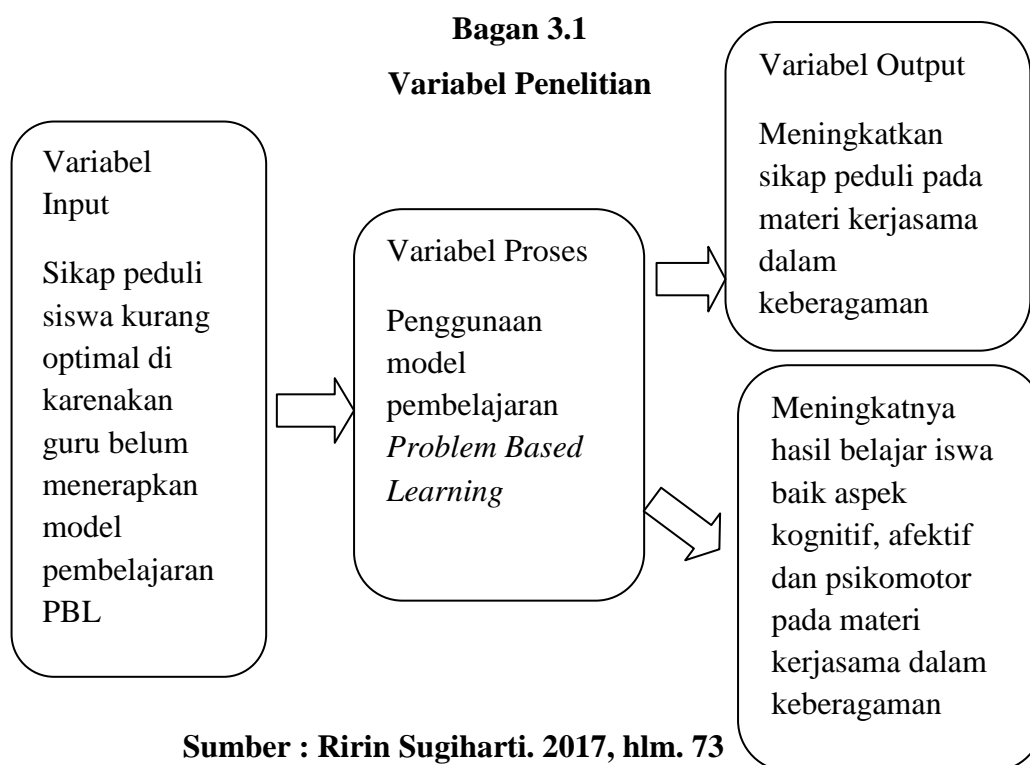 Bagan 3.1
Variabel Penelitian
Variabel
Input
Sikap peduli
siswa kurang
optimal di
karenakan
guru belum
menerapkan
model
pembelajaran
PBL
Variabel Proses
Penggunaan
model
pembelajaran
Problem Based
Learning
Variabel Output
Meningkatkan
sikap peduli pada
materi kerjasama
dalam
keberagaman
Meningkatnya
hasil belajar iswa
baik aspek
kognitif, afektif
dan psikomotor
pada materi
kerjasama dalam
keberagaman
Sumber : Ririn Sugiharti. 2017, hlm. 73